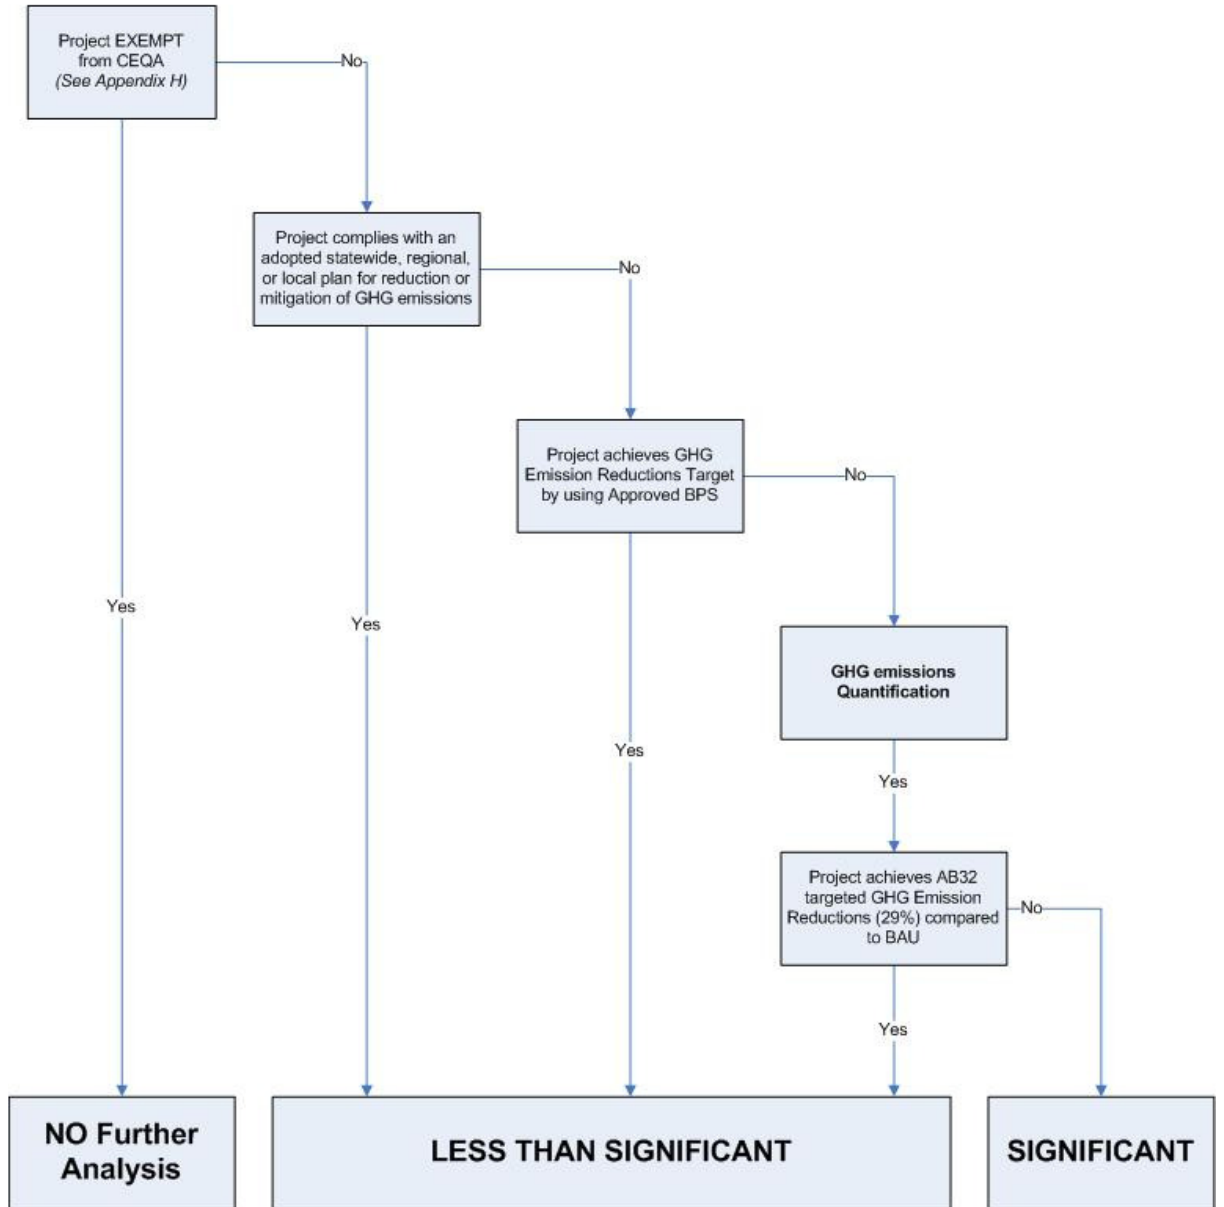 Project EXEMPT
from CEQA
(See Appendix H)
No
Project complies with an
adopted statewide, regional,
or local plan for reduction or
mitigation of GHG emissions
No
Project achieves GHG
Emission Reductions Target
by using Approved BPS
No
Yes
Yes
GHG emissions
Quantification
Yes
Yes
Project achieves AB32
targeted GHG Emission
Reductions (29%) compared
to BAU
No
Yes
NO Further
Analysis
LESS THAN SIGNIFICANT
SIGNIFICANT